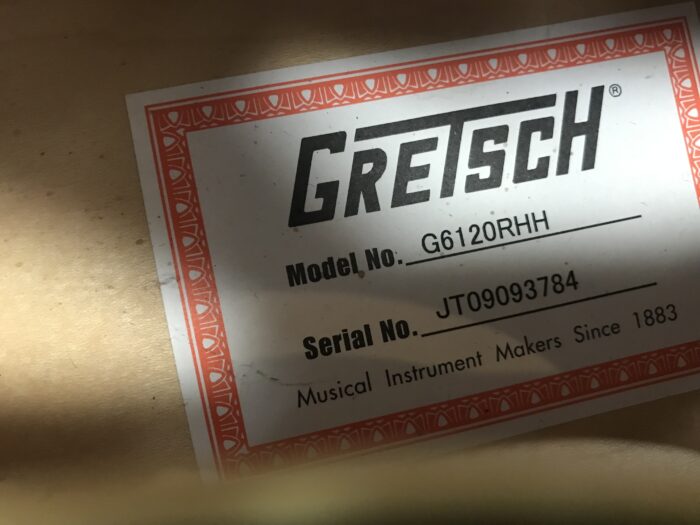 GRETSCH®
Model No. G6120RHH
Serial No. JT09093784
Musical Instrument Makers Since 1883